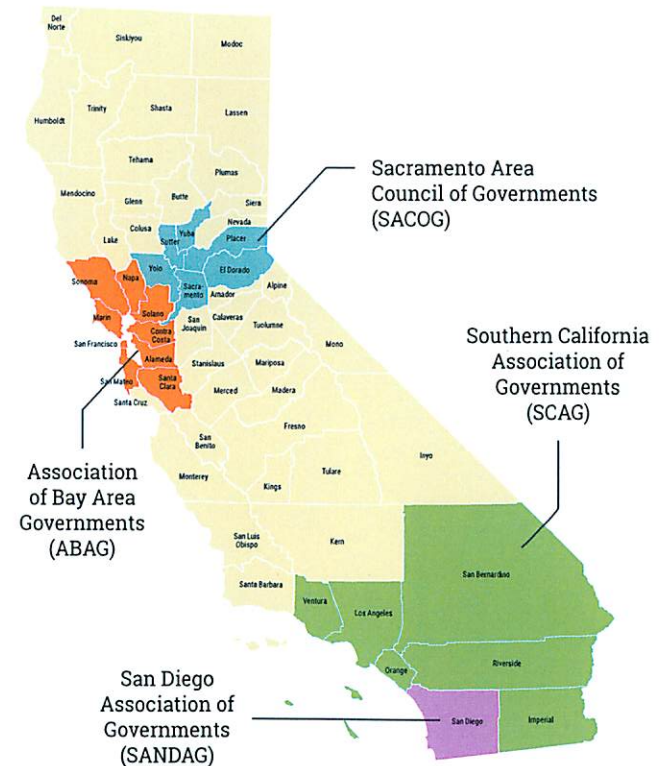 Del
Norte
Siskiyou
Modoc
Humboldt
Trinity
Shasta
Lassen
Tehama
Plumas
Mendocino
Glenn
Butte
Siera
Nevada
Colusa
Yuba
Sutter
Placer
Lake
Yolo
El Dorado
Sacra-
mento
Amador
Alpine
Sonoma
Napa
Solano
Marin
San
Joaquin
Calaveras
Contra
Costa
Tuolumne
Mono
San Francisco
Alameda
Stanislaus
Mariposa
San Mateo
Santa
Clara
Merced
Madera
Santa Cruz
Fresno
San
Benito
Inyo
Monterey
Kings
Tulare
San Luis
Obispo
Kern
Santa Barbara
San Bernardino
Ventura
Los Angeles
Orange
Riverside
San Diego
Imperial
Sacramento Area
Council of Governments
(SACOG)
Southern California
Association of
Governments
(SCAG)
Association
of Bay Area
Governments
(ABAG)
San Diego
Association of
Governments
(SANDAG)